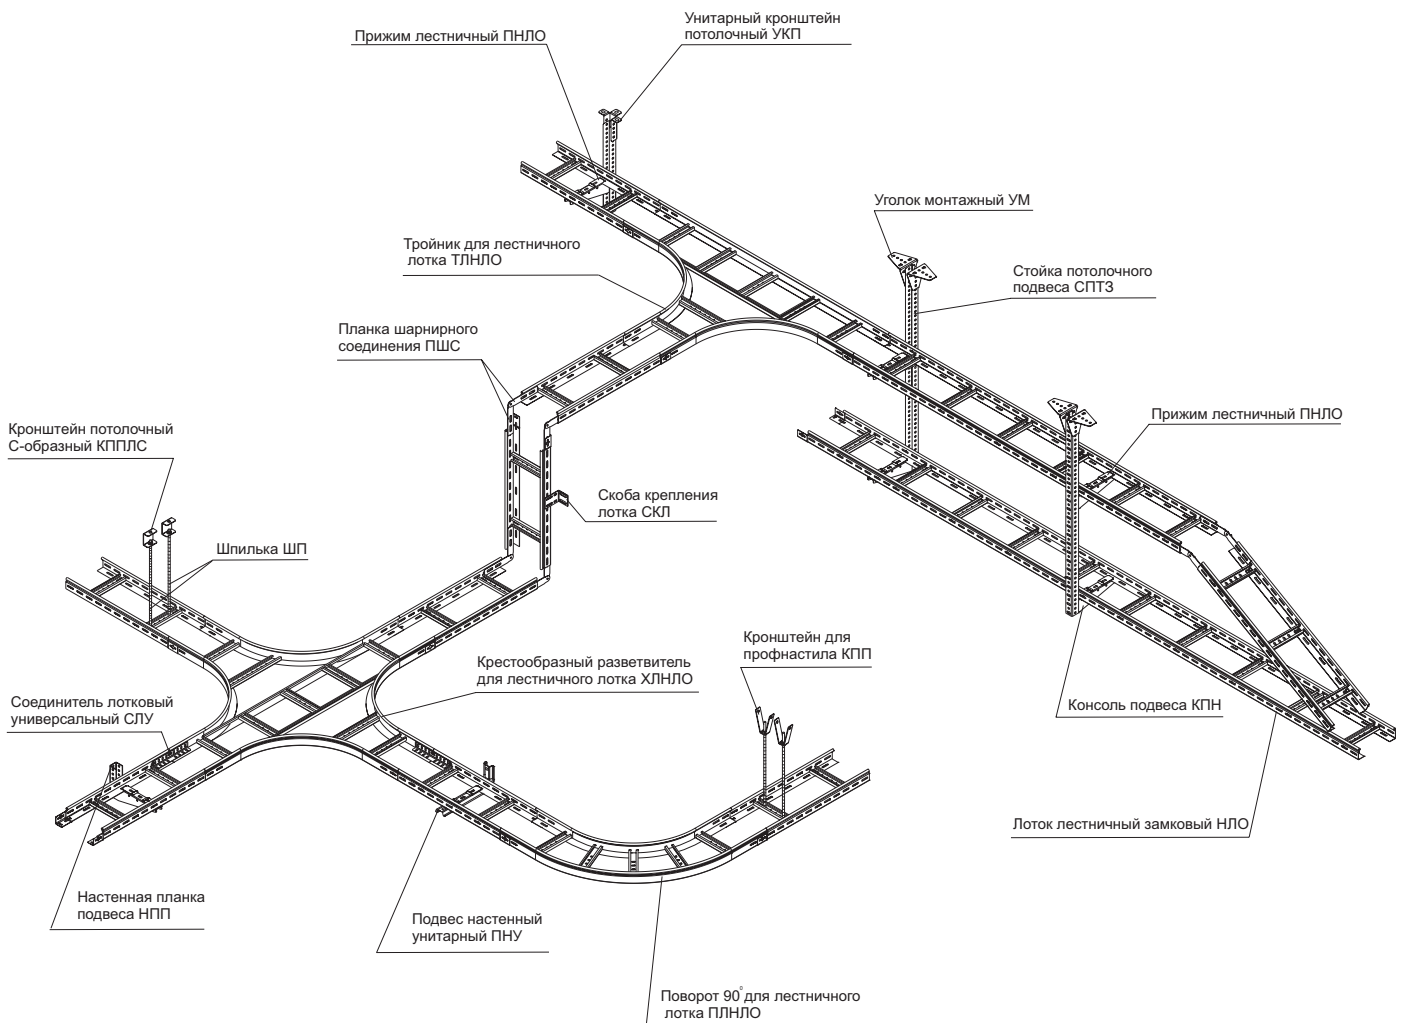 Унитарный кронштейн
потолочный УКП
Прижим лестничный ПНЛО
Уголок монтажный УМ
Тройник для лестничного
лотка ТЛНЛО
Стойка потолочного
подвеса СПТЗ
Планка шарнирного
соединения ПШС
Прижим лестничный ПНЛО
Кронштейн потолочный
С-образный КППЛС
Скоба крепления
лотка СКЛ
Шпилька ШП
Кронштейн для
профнастила КПП
Крестообразный разветвитель
для лестничного лотка ХЛНЛО
Соединитель лотковый
универсальный СЛУ
Консоль подвеса КПН
Лоток лестничный замковый НЛО
Настенная планка
подвеса НПП
Подвес настенный
унитарный ПНУ
Поворот 90° для лестничного
лотка ПЛНЛО